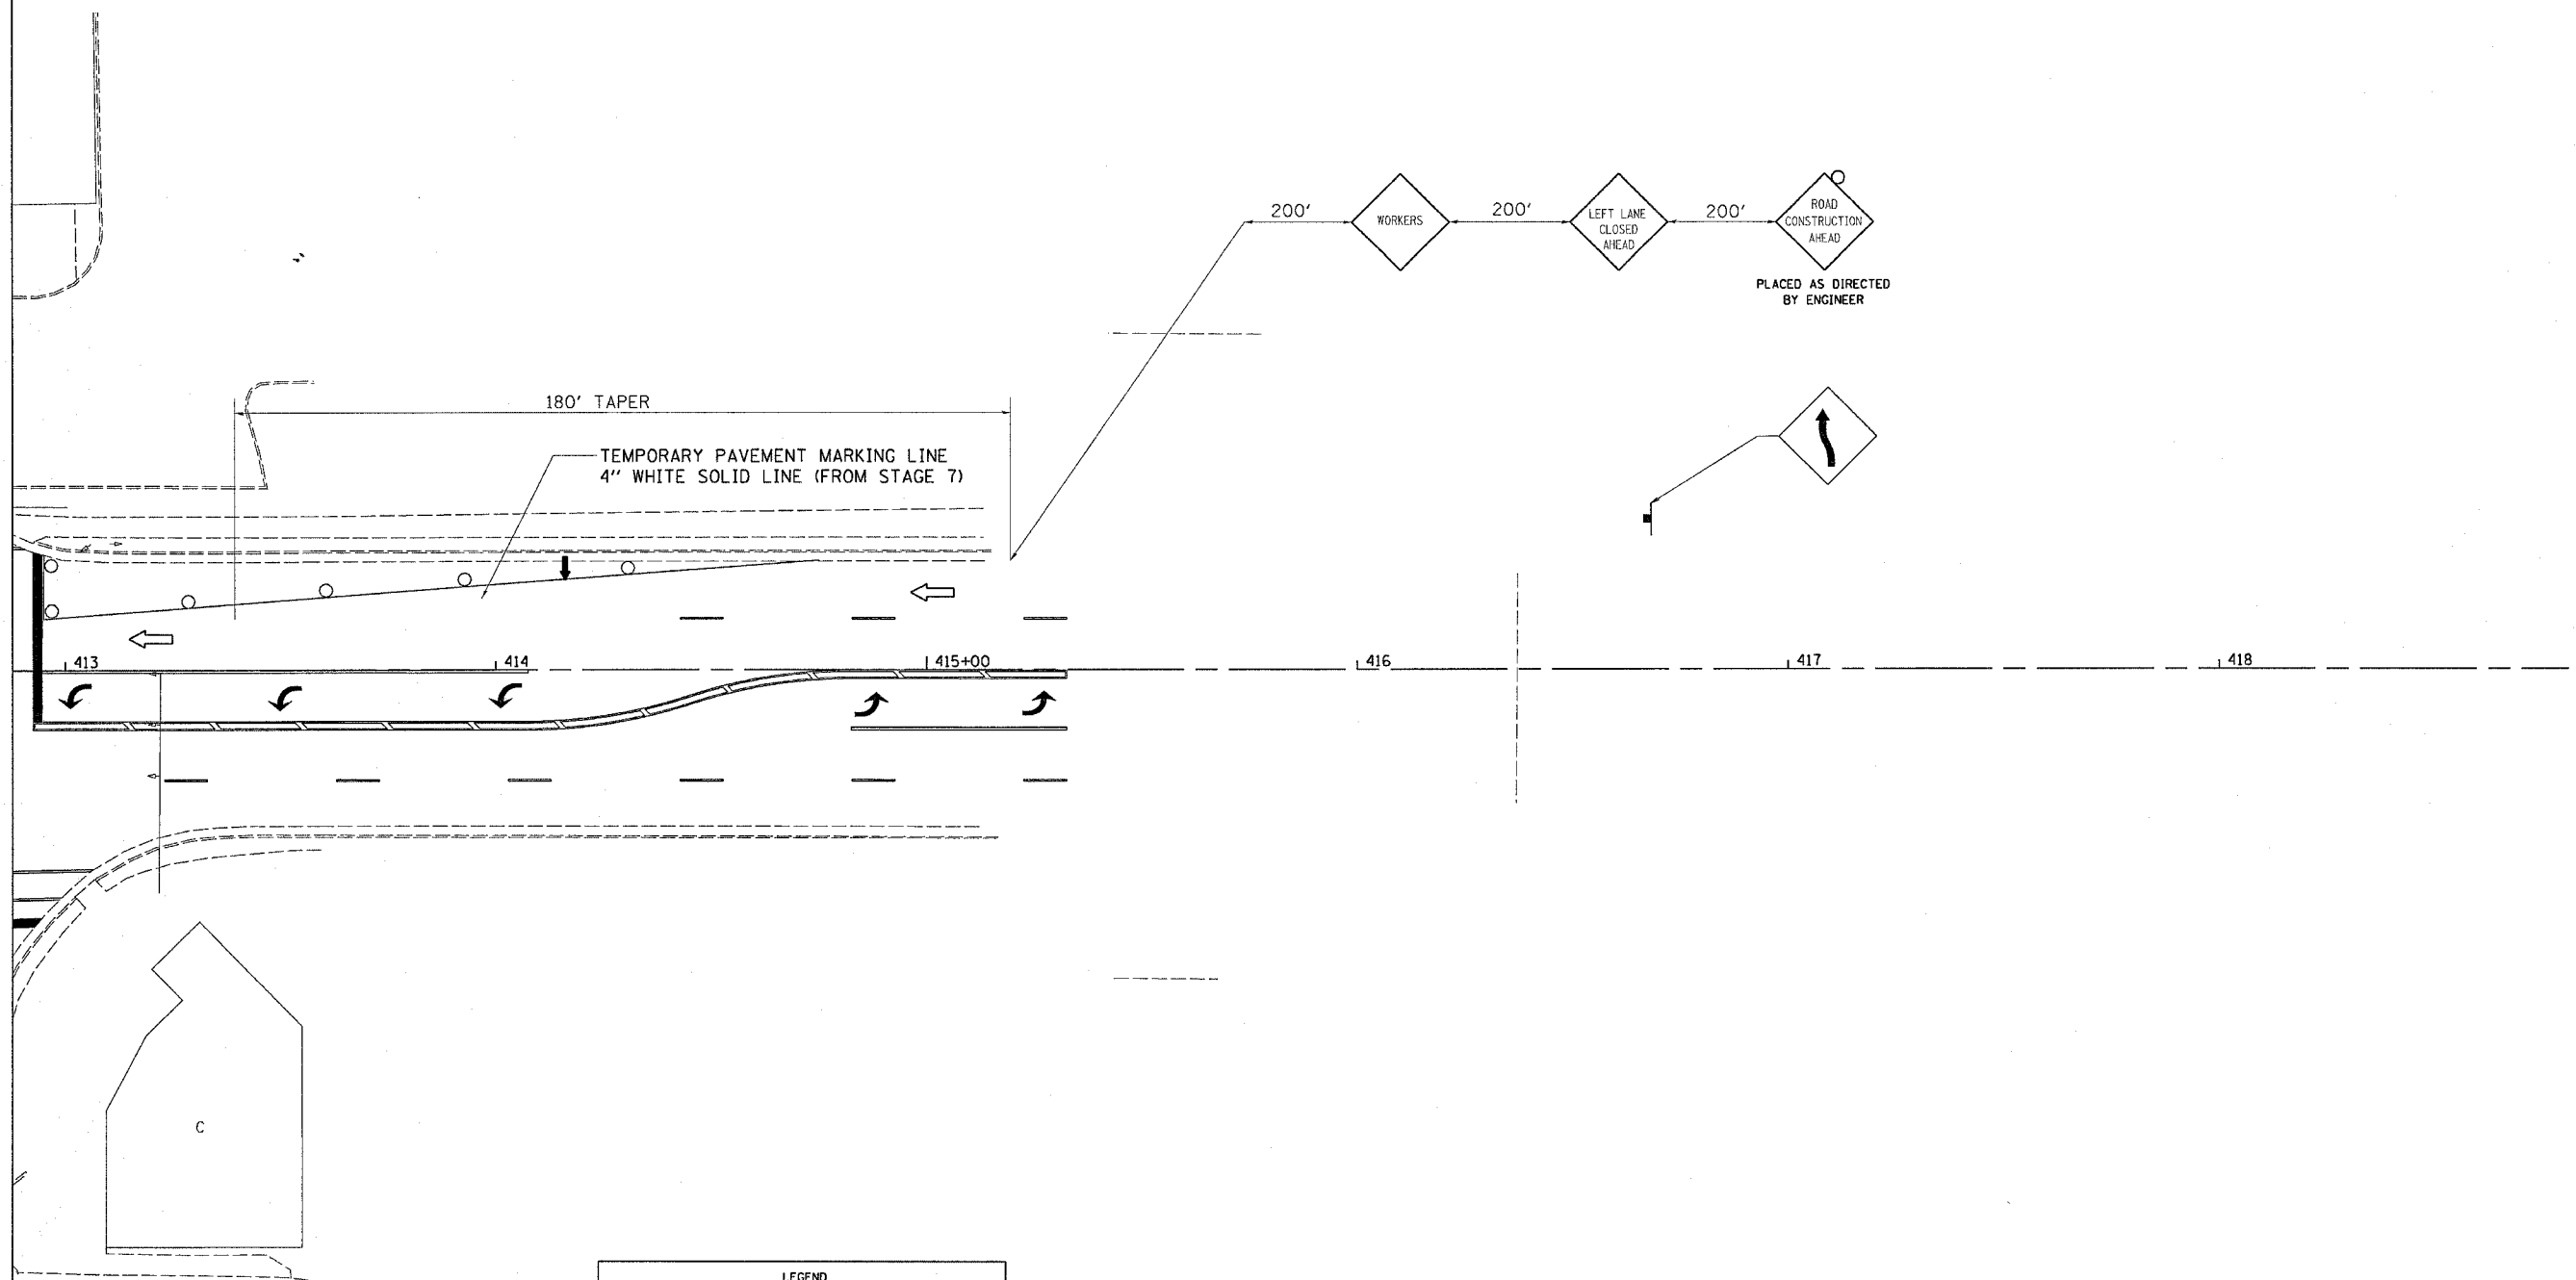 200'
WORKERS
200'
LEFT LANE
CLOSED
AHEAD
200'
ROAD
CONSTRUCTION
AHEAD
PLACED AS DIRECTED
BY ENGINEER
180' TAPER
TEMPORARY PAVEMENT MARKING LINE
4" WHITE SOLID LINE (FROM STAGE 7)
413
414
415+00
416
417
418
C
LEGEND